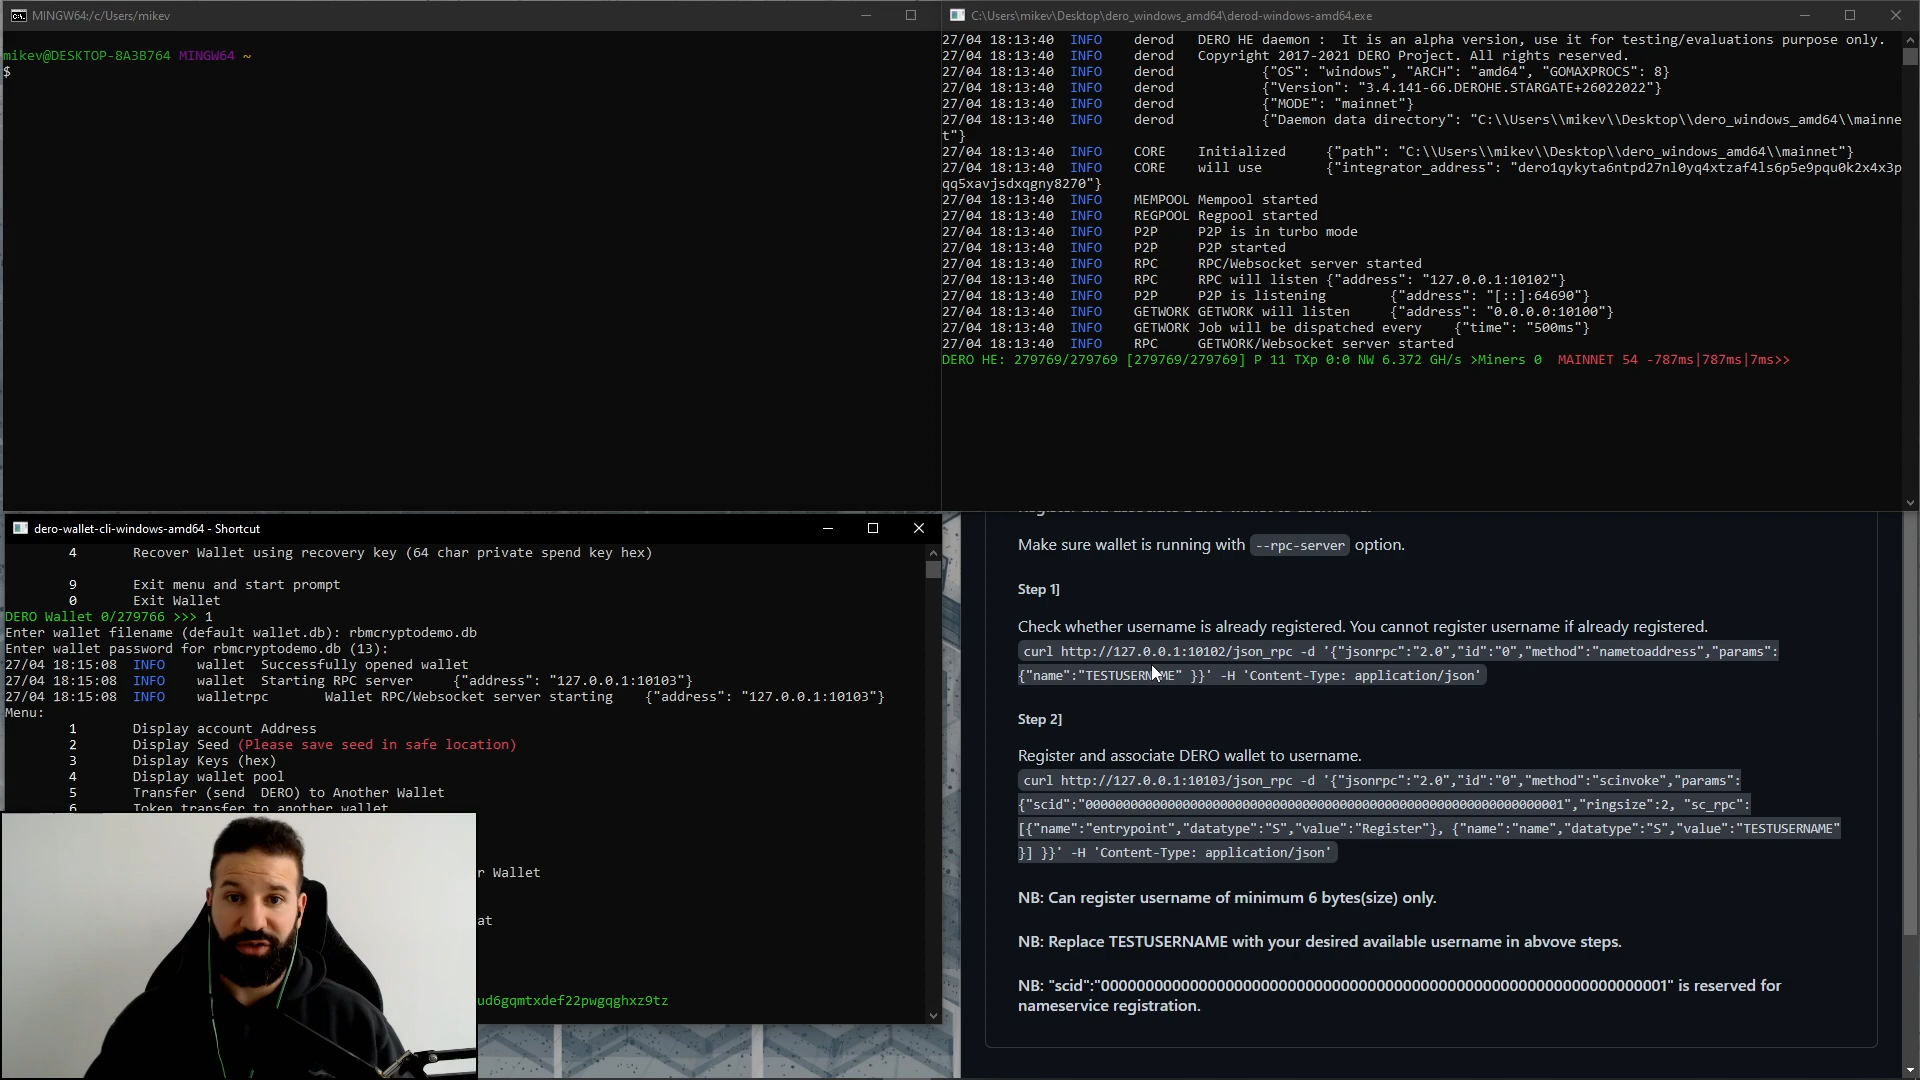 MINGW64:/c/Users/mikev
mikev@DESKTOP-8A3B764 MINGW64 ~
$
C:\Users\mikev\Desktop\dero_windows_amd64\derod-windows-amd64.exe
27/04 18:13:40 INFO derod DERO HE daemon : It is an alpha version, use it for testing/evaluations purpose only.
27/04 18:13:40 INFO derod Copyright 2017-2021 DERO Project. All rights reserved.
27/04 18:13:40 INFO derod {"OS": "windows", "ARCH": "amd64", "GOMAXPROCS": 8}
27/04 18:13:40 INFO derod {"Version": "3.4.141-66.DEROHE.STARGATE+26022022"}
27/04 18:13:40 INFO derod {"MODE": "mainnet"}
27/04 18:13:40 INFO derod {"Daemon data directory": "C:\\Users\\mikev\\Desktop\\dero_windows_amd64\\mainne
t"}
27/04 18:13:40 INFO CORE Initialized {"path": "C:\\Users\\mikev\\Desktop\\dero_windows_amd64\\mainnet"}
27/04 18:13:40 INFO CORE will use {"integrator_address": "dero1qykyta6ntpd27nl0yq4xtzaf4ls6p5e9pqu0k2x4x3p
qq5xavjsdxqgny8270"}
27/04 18:13:40 INFO MEMPOOL Mempool started
27/04 18:13:40 INFO REGPOOL Regpool started
27/04 18:13:40 INFO P2P P2P is in turbo mode
27/04 18:13:40 INFO P2P P2P started
27/04 18:13:40 INFO RPC RPC/Websocket server started
27/04 18:13:40 INFO RPC RPC will listen {"address": "127.0.0.1:10102"}
27/04 18:13:40 INFO P2P P2P is listening {"address": "[::]:64690"}
27/04 18:13:40 INFO GETWORK GETWORK will listen {"address": "0.0.0.0:10100"}
27/04 18:13:40 INFO GETWORK Job will be dispatched every {"time": "500ms"}
27/04 18:13:40 INFO RPC GETWORK/Websocket server started
DERO HE: 279769/279769 [279769/279769] P 11 TXp 0:0 NW 6.372 GH/s >Miners 0 MAINNET 54 -787ms|787ms|7ms>>
dero-wallet-cli-windows-amd64 - Shortcut
4 Recover Wallet using recovery key (64 char private spend key hex)
9 Exit menu and start prompt
0 Exit Wallet
DERO Wallet 0/279766 >>> 1
Enter wallet filename (default wallet.db): rbmcryptodemo.db
Enter wallet password for rbmcryptodemo.db (13):
27/04 18:15:08 INFO wallet Successfully opened wallet
27/04 18:15:08 INFO wallet Starting RPC server {"address": "127.0.0.1:10103"}
27/04 18:15:08 INFO walletrpc Wallet RPC/Websocket server starting {"address": "127.0.0.1:10103"}
Menu:
1 Display account Address
2 Display Seed (Please save seed in safe location)
3 Display Keys (hex)
4 Display wallet pool
5 Transfer (send DERO) to Another Wallet
6 Token transfer to another wallet
r Wallet
at
ud6gqmtxdef22pwgqghxz9tz
Make sure wallet is running with --rpc-server option.
Step 1]
Check whether username is already registered. You cannot register username if already registered.
curl http://127.0.0.1:10102/json_rpc -d '{"jsonrpc":"2.0","id":"0","method":"nametoaddress","params":
{"name":"TESTUSERNAME" }}' -H 'Content-Type: application/json'
Step 2]
Register and associate DERO wallet to username.
curl http://127.0.0.1:10103/json_rpc -d '{"jsonrpc":"2.0","id":"0","method":"scinvoke","params":
{"scid":"0000000000000000000000000000000000000000000000000000000000000001","ringsize":2, "sc_rpc":
[{"name":"entrypoint","datatype":"S","value":"Register"}, {"name":"name","datatype":"S","value":"TESTUSERNAME"
}] }}' -H 'Content-Type: application/json'
NB: Can register username of minimum 6 bytes(size) only.
NB: Replace TESTUSERNAME with your desired available username in abvove steps.
NB: "scid":"0000000000000000000000000000000000000000000000000000000000000001" is reserved for
nameservice registration.